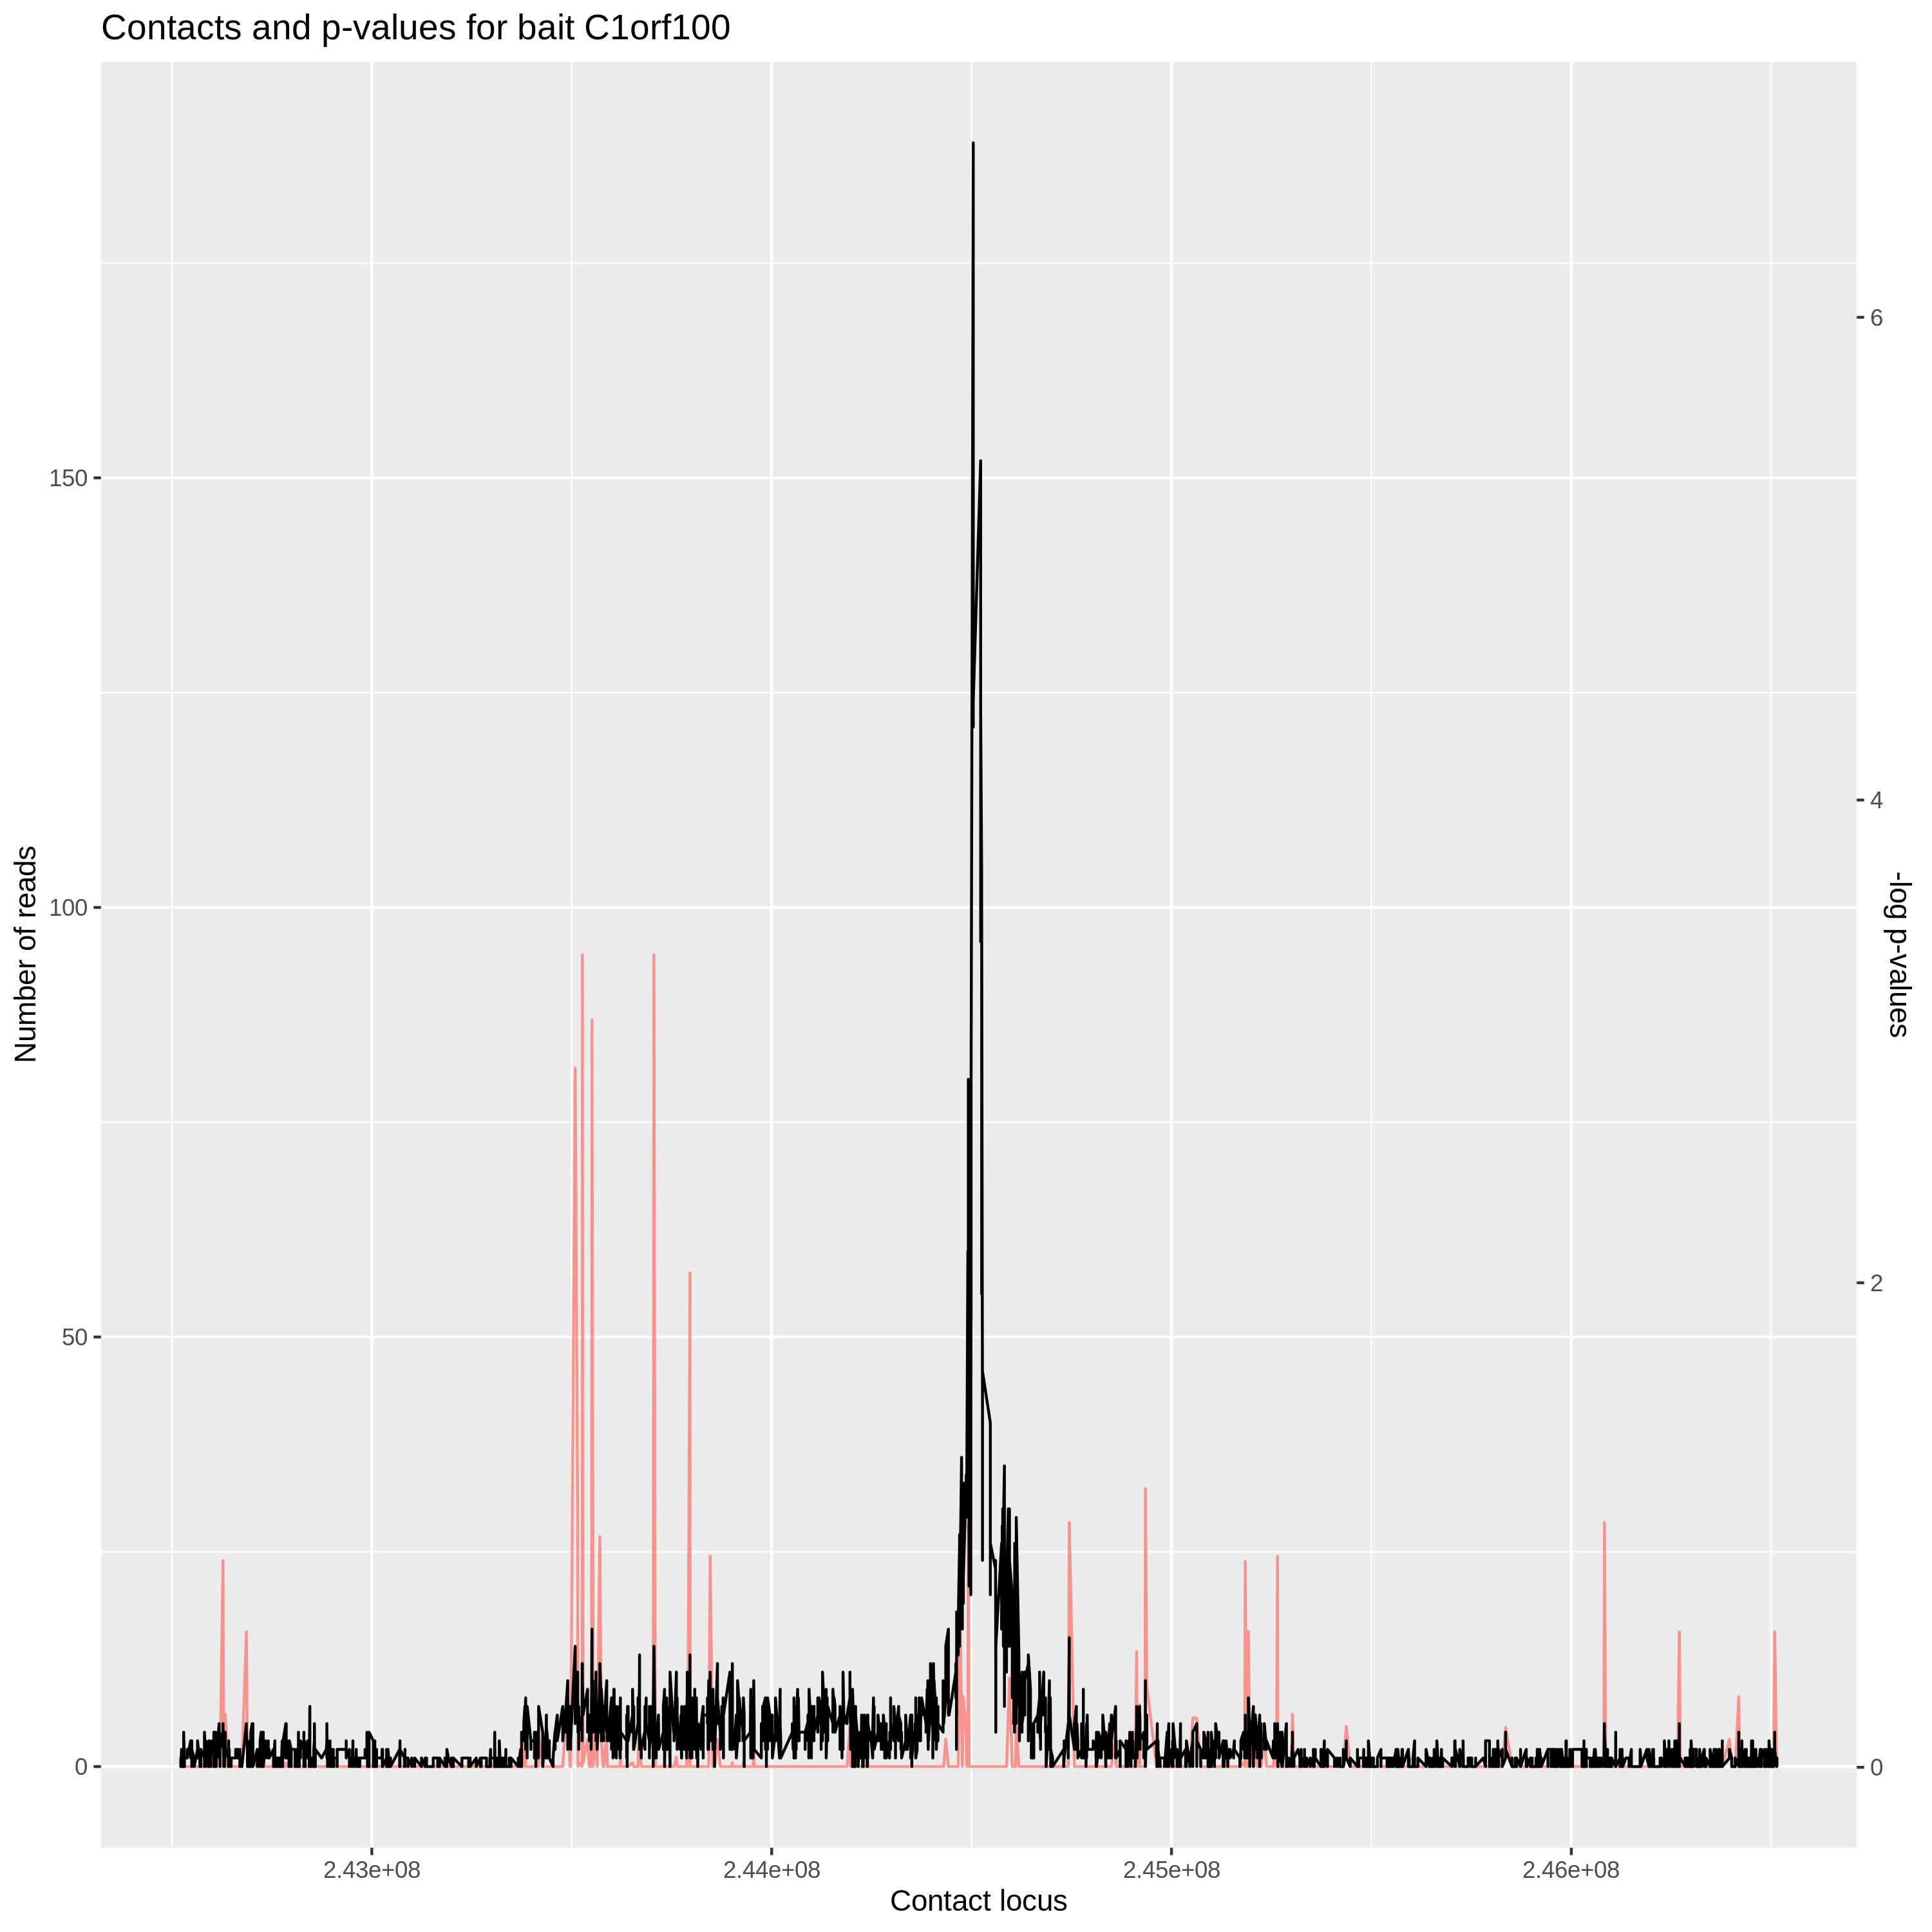 Contacts and p-values for bait C1orf100
Number of reads
150
100
50
0
6
4
2
0
-log p-values
2.43e+08
2.44e+08
2.45e+08
2.46e+08
Contact locus